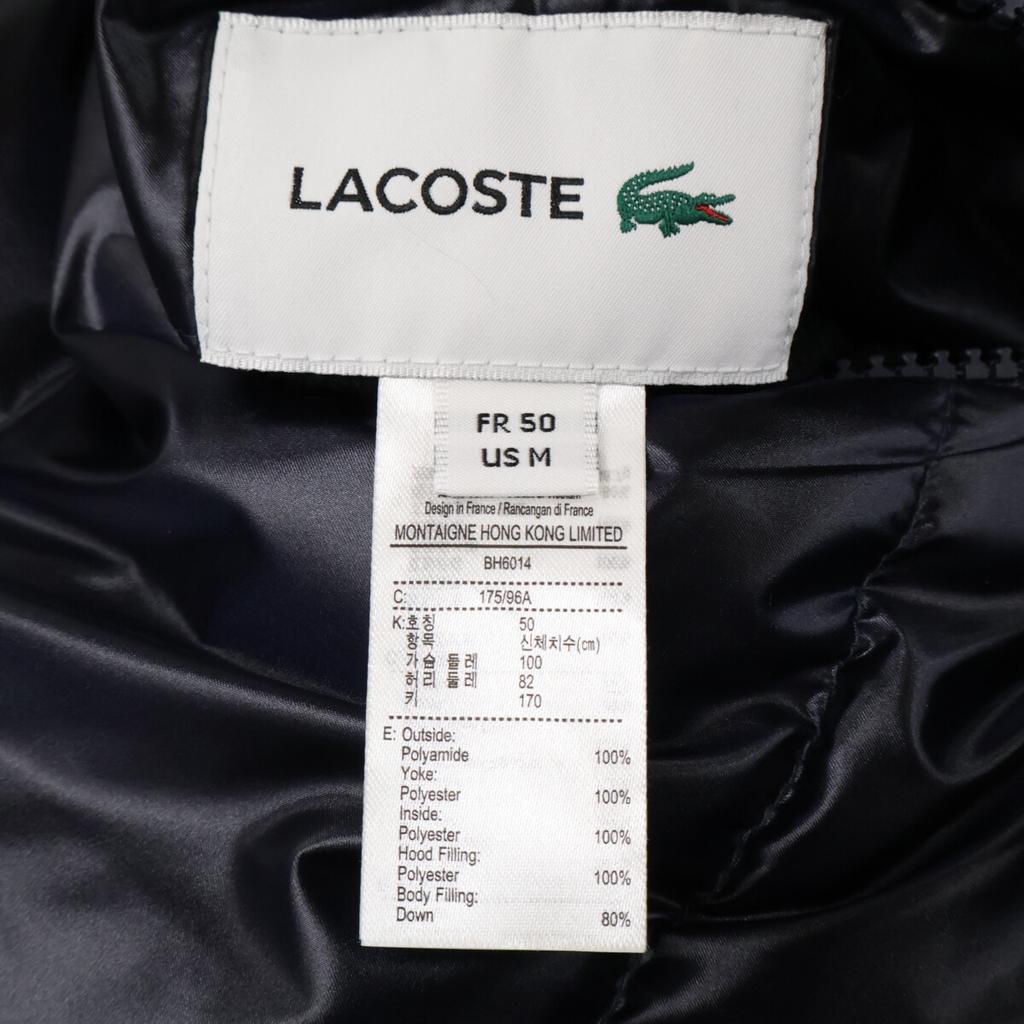 LACOSTE
FR 50
US M
Design in France / Rancangan di France
MONTAIGNE HONG KONG LIMITED
BH6014
C: 175/96A
K:호칭 50
항목 신체치수(cm)
가슴 둘레 100
허리 둘레 82
키 170
E: Outside:
Polyamide 100%
Yoke:
Polyester 100%
Inside:
Polyester 100%
Hood Filling:
Polyester 100%
Body Filling:
Down 80%